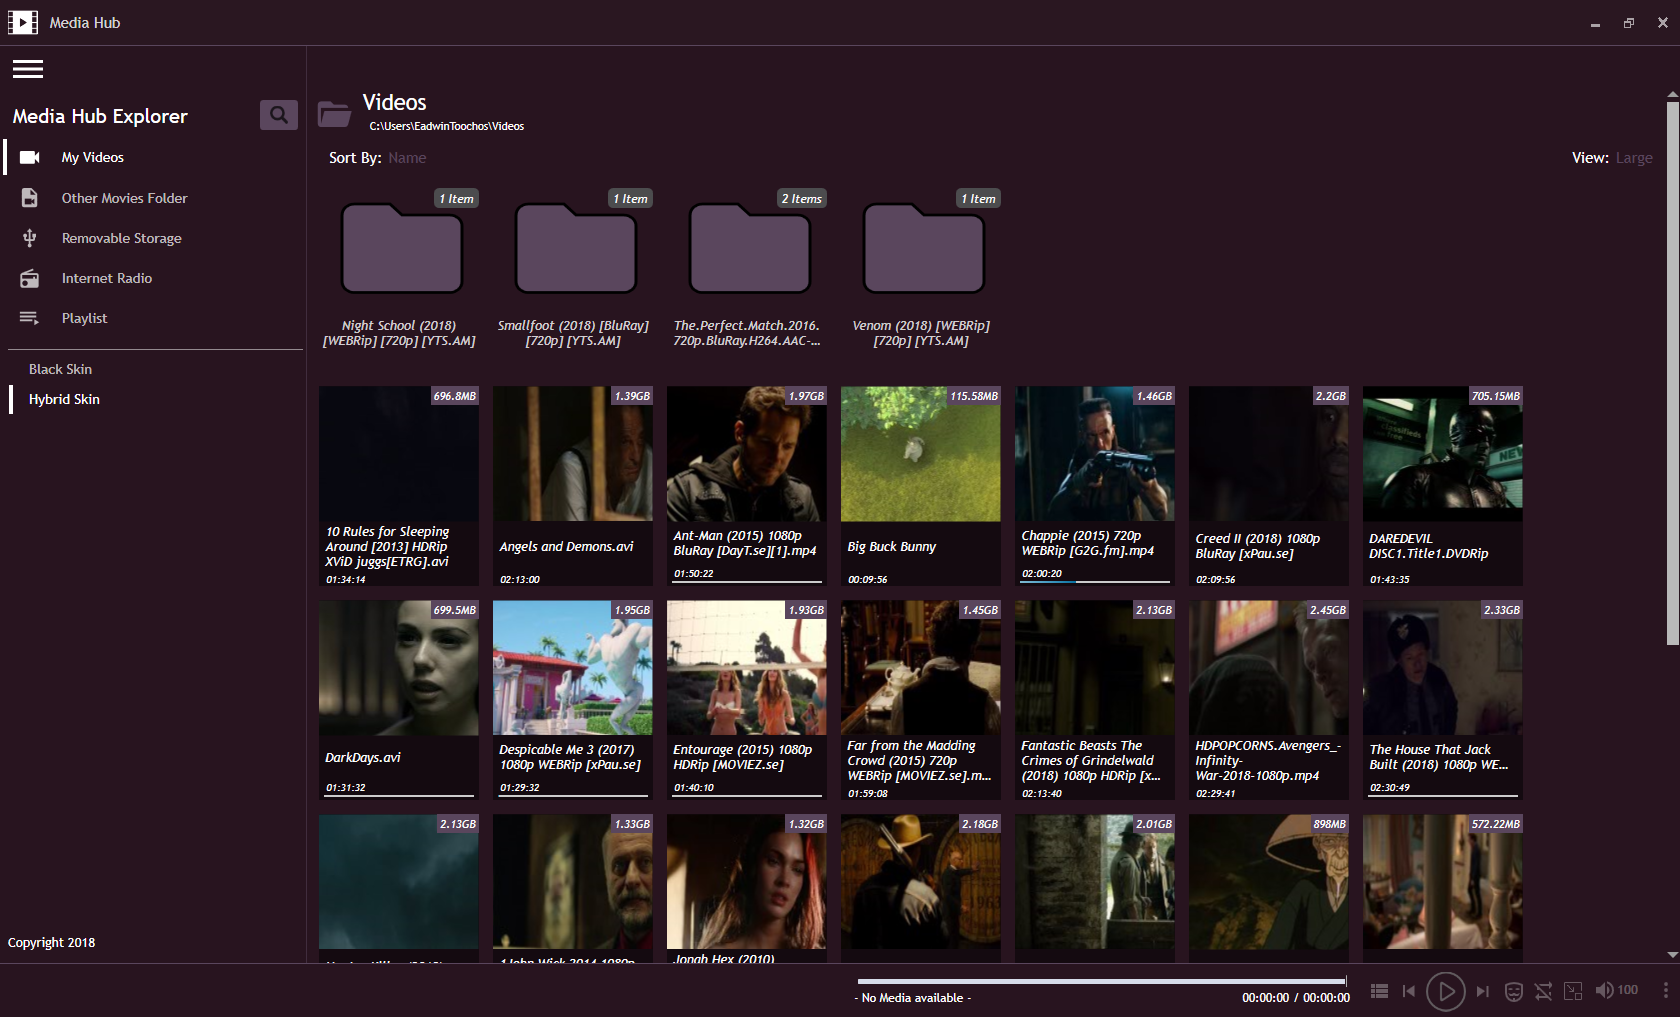 Media Hub
Media Hub Explorer
My Videos
Other Movies Folder
Removable Storage
Internet Radio
Playlist
Black Skin
Hybrid Skin
Copyright 2018
Videos
C:\Users\EadwinToochos\Videos
Sort By: Name
View: Large
1 Item
1 Item
2 Items
1 Item
Night School (2018)
[WEBRip] [720p] [YTS.AM]
Smallfoot (2018) [BluRay]
[720p] [YTS.AM]
The.Perfect.Match.2016.
720p.BluRay.H264.AAC-...
Venom (2018) [WEBRip]
[720p] [YTS.AM]
696.8MB
10 Rules for Sleeping
Around [2013] HDRip
XViD juggs[ETRG].avi
01:34:14
1.39GB
Angels and Demons.avi
02:13:00
1.97GB
Ant-Man (2015) 1080p
BluRay [DayT.se][1].mp4
01:50:22
115.58MB
Big Buck Bunny
00:09:56
1.46GB
Chappie (2015) 720p
WEBRip [G2G.fm].mp4
02:00:20
2.2GB
Creed II (2018) 1080p
BluRay [xPau.se]
02:09:56
705.15MB
Classifieds
Free
NEW
DAREDEVIL
DISC1.Title1.DVDRip
01:43:35
699.5MB
DarkDays.avi
01:31:32
1.95GB
Despicable Me 3 (2017)
1080p WEBRip [xPau.se]
01:29:32
1.93GB
Entourage (2015) 1080p
HDRip [MOVIEZ.se]
01:40:10
1.45GB
Far from the Madding
Crowd (2015) 720p
WEBRip [MOVIEZ.se].m...
01:59:08
2.13GB
Fantastic Beasts The
Crimes of Grindelwald
(2018) 1080p HDRip [x...
02:13:40
2.45GB
HDPOPCORNS.Avengers_-
Infinity-
War-2018-1080p.mp4
02:29:41
2.33GB
The House That Jack
Built (2018) 1080p WE...
02:30:49
2.13GB
1.33GB
1John Wick 2014 1080p
1.32GB
Jonah Hex (2010)
2.18GB
2.01GB
898MB
572.22MB
- No Media available -
00:00:00 / 00:00:00
100